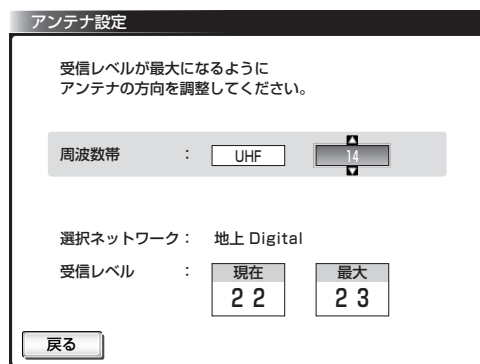 アンテナ設定
受信レベルが最大になるように
アンテナの方向を調整してください。
周波数帯 : UHF 14
選択ネットワーク: 地上 Digital
受信レベル : 現在 最大
22 23
戻る